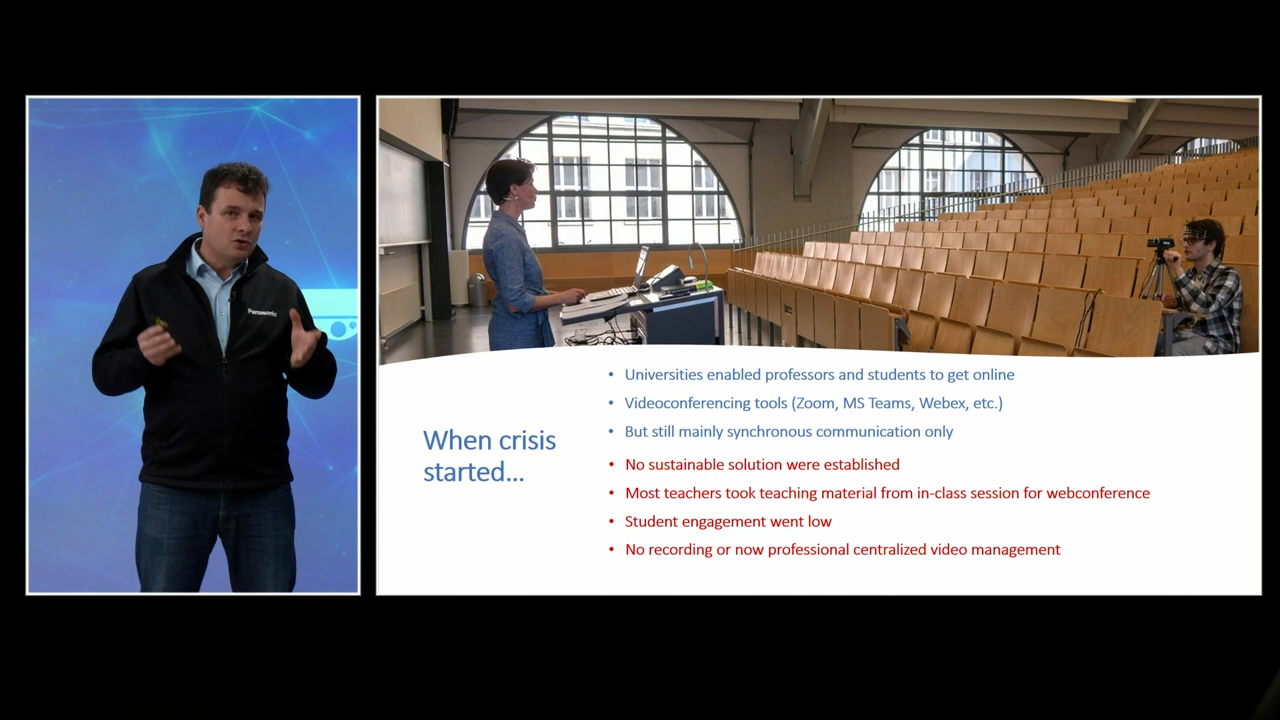 Panasonic
When crisis
started...
• Universities enabled professors and students to get online
• Videoconferencing tools (Zoom, MS Teams, Webex, etc.)
• But still mainly synchronous communication only
• No sustainable solution were established
• Most teachers took teaching material from in-class session for webconference
• Student engagement went low
• No recording or now professional centralized video management